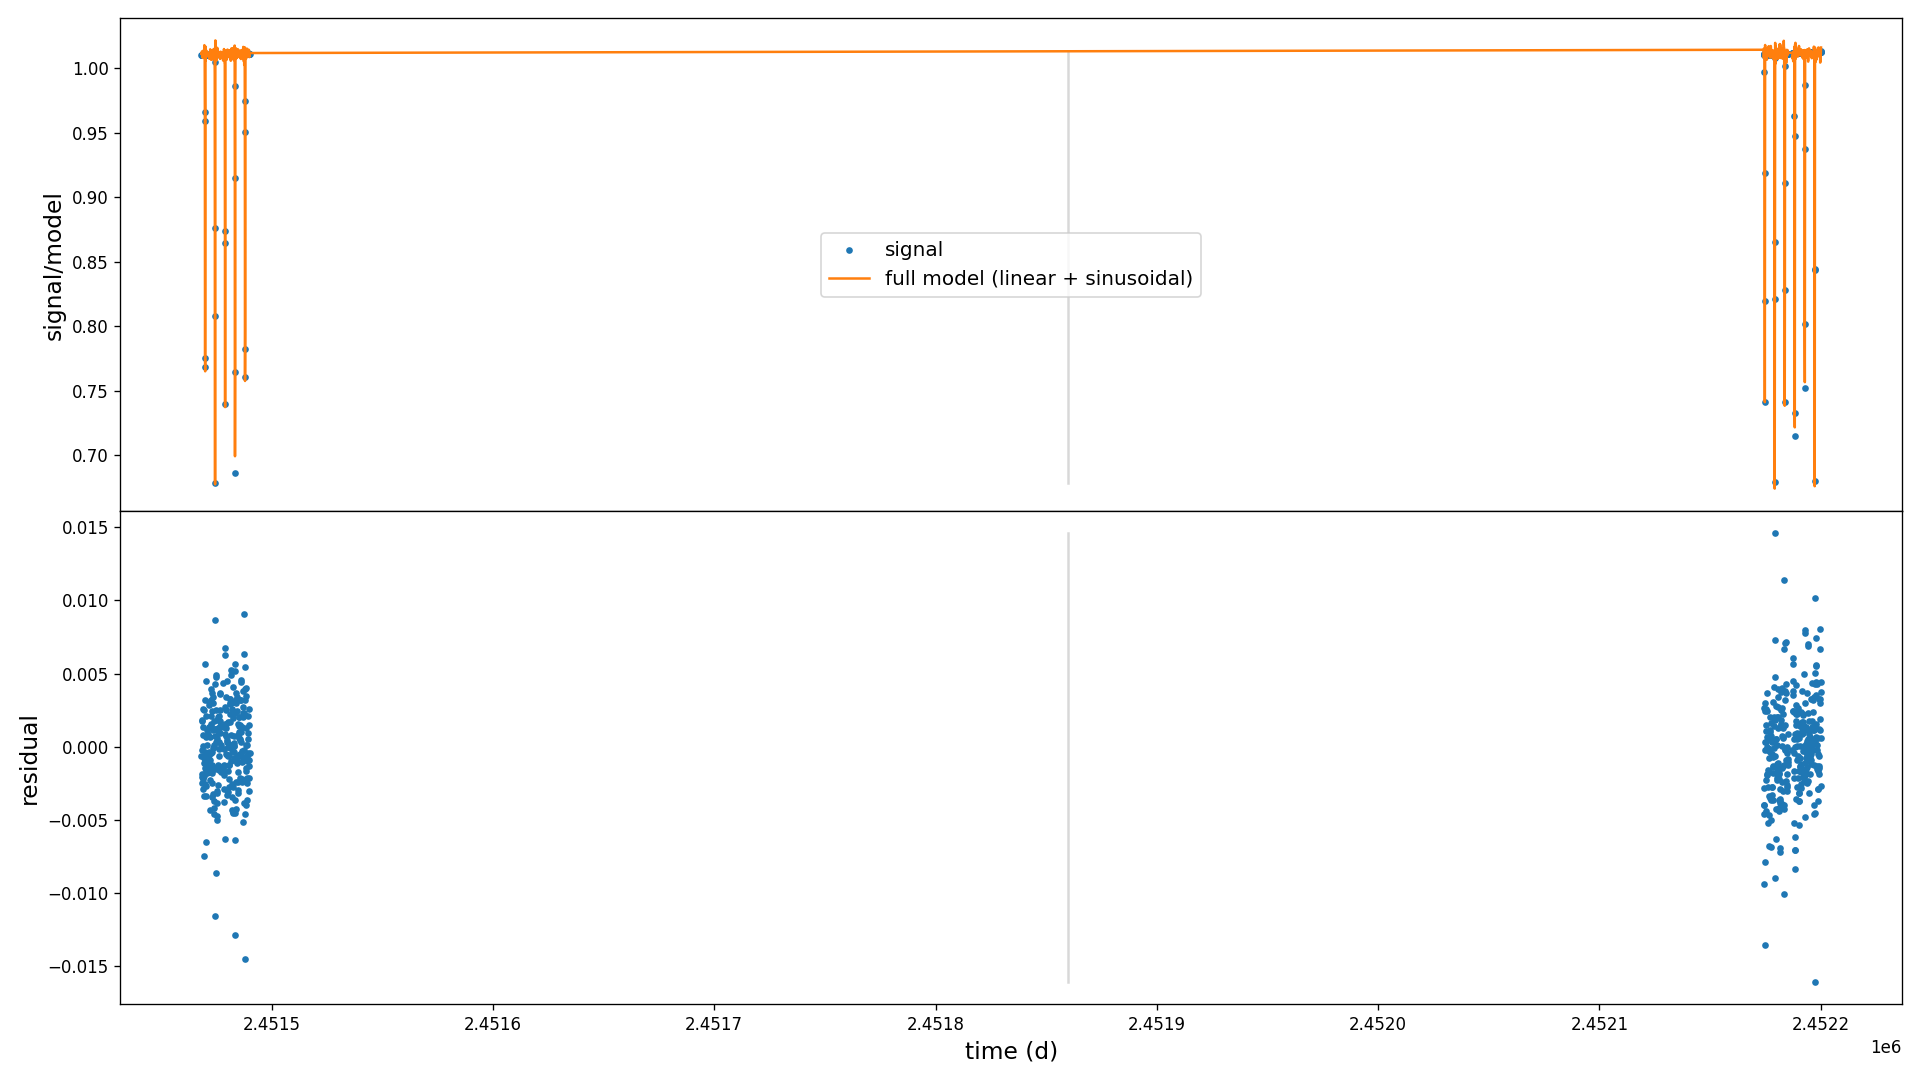 1.00
0.95
0.90
0.85
0.80
0.75
0.70
signal/model
signal
full model (linear + sinusoidal)
0.015
0.010
0.005
0.000
−0.005
−0.010
−0.015
residual
2.4515 2.4516 2.4517 2.4518 2.4519 2.4520 2.4521 2.4522
1e6
time (d)